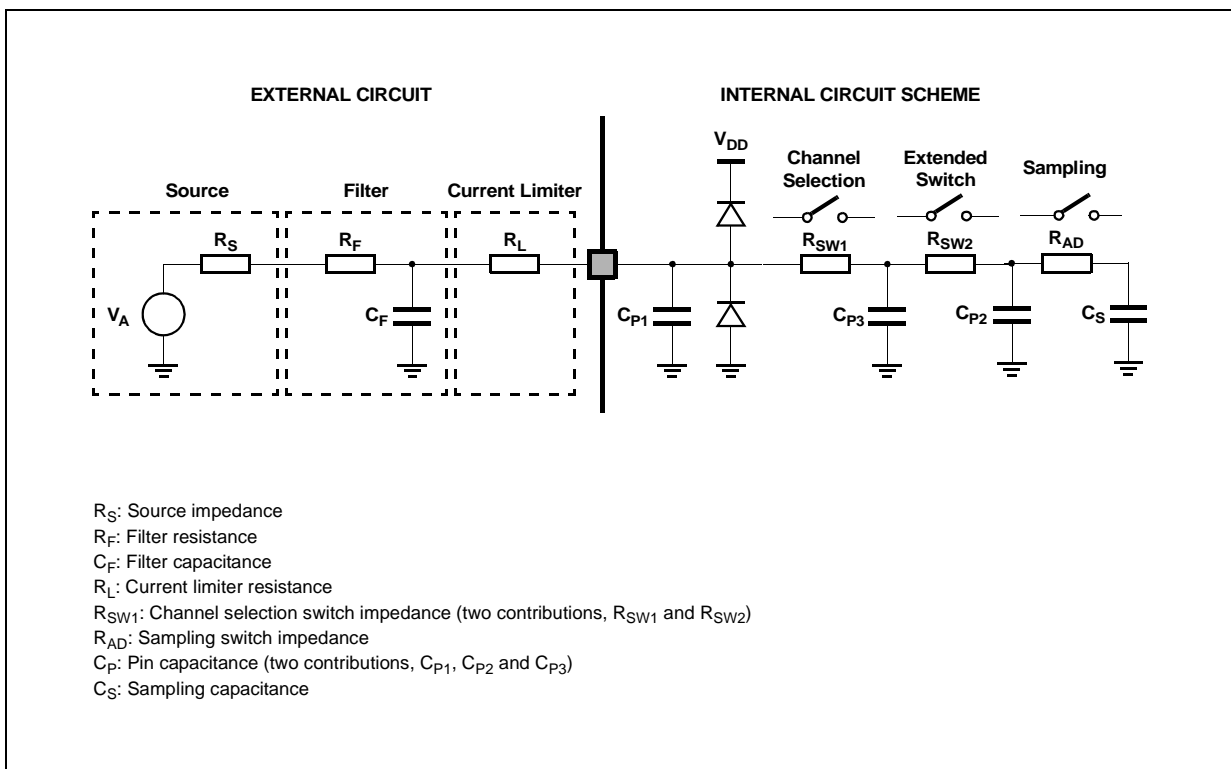 EXTERNAL CIRCUIT
INTERNAL CIRCUIT SCHEME
Source
Filter
Current Limiter
VDD
Channel
Selection
Extended
Switch
Sampling
RS
RF
RL
RSW1
RSW2
RAD
VA
CF
CP1
CP3
CP2
CS
RS: Source impedance
RF: Filter resistance
CF: Filter capacitance
RL: Current limiter resistance
RSW1: Channel selection switch impedance (two contributions, RSW1 and RSW2)
RAD: Sampling switch impedance
CP: Pin capacitance (two contributions, CP1, CP2 and CP3)
CS: Sampling capacitance